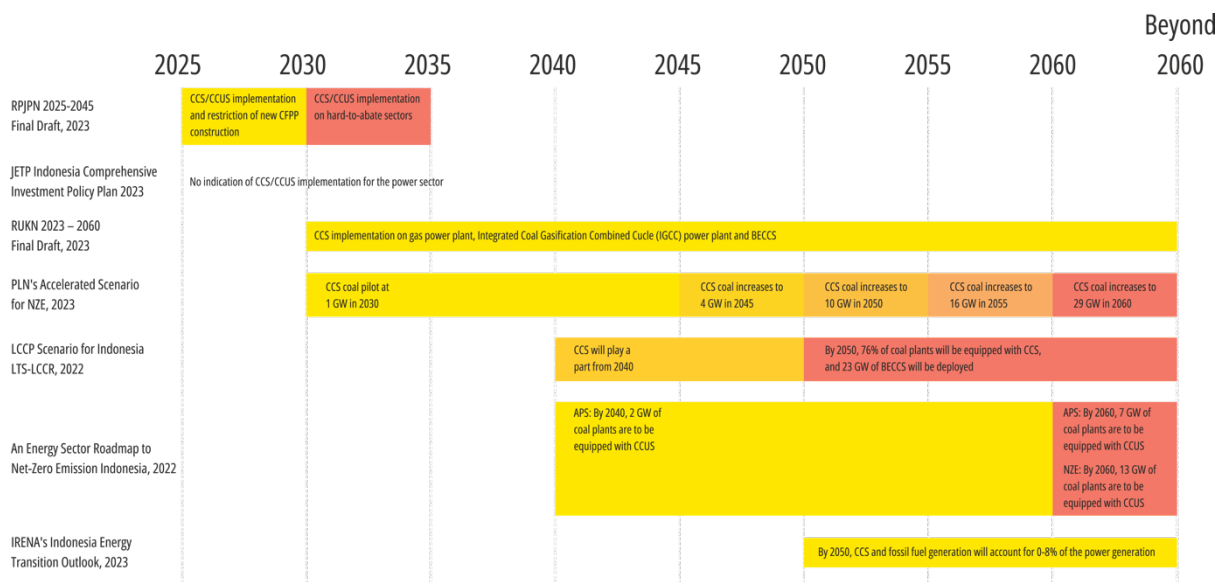 Beyond
2025 2030 2035 2040 2045 2050 2055 2060 2060
RPJPN 2025-2045
Final Draft, 2023
CCS/CCUS implementation
and restriction of new CFPP
construction
CCS/CCUS implementation
on hard-to-abate sectors
JETP Indonesia Comprehensive
Investment Policy Plan 2023
No indication of CCS/CCUS implementation for the power sector
RUKN 2023 – 2060
Final Draft, 2023
CCS implementation on gas power plant, Integrated Coal Gasification Combined Cucle (IGCC) power plant and BECCS
PLN's Accelerated Scenario
for NZE, 2023
CCS coal pilot at
1 GW in 2030
CCS coal increases to
4 GW in 2045
CCS coal increases to
10 GW in 2050
CCS coal increases to
16 GW in 2055
CCS coal increases to
29 GW in 2060
LCCP Scenario for Indonesia
LTS-LCCR, 2022
CCS will play a
part from 2040
By 2050, 76% of coal plants will be equipped with CCS,
and 23 GW of BECCS will be deployed
An Energy Sector Roadmap to
Net-Zero Emission Indonesia, 2022
APS: By 2040, 2 GW of
coal plants are to be
equipped with CCUS
APS: By 2060, 7 GW of
coal plants are to be
equipped with CCUS
NZE: By 2060, 13 GW of
coal plants are to be
equipped with CCUS
IRENA's Indonesia Energy
Transition Outlook, 2023
By 2050, CCS and fossil fuel generation will account for 0-8% of the power generation